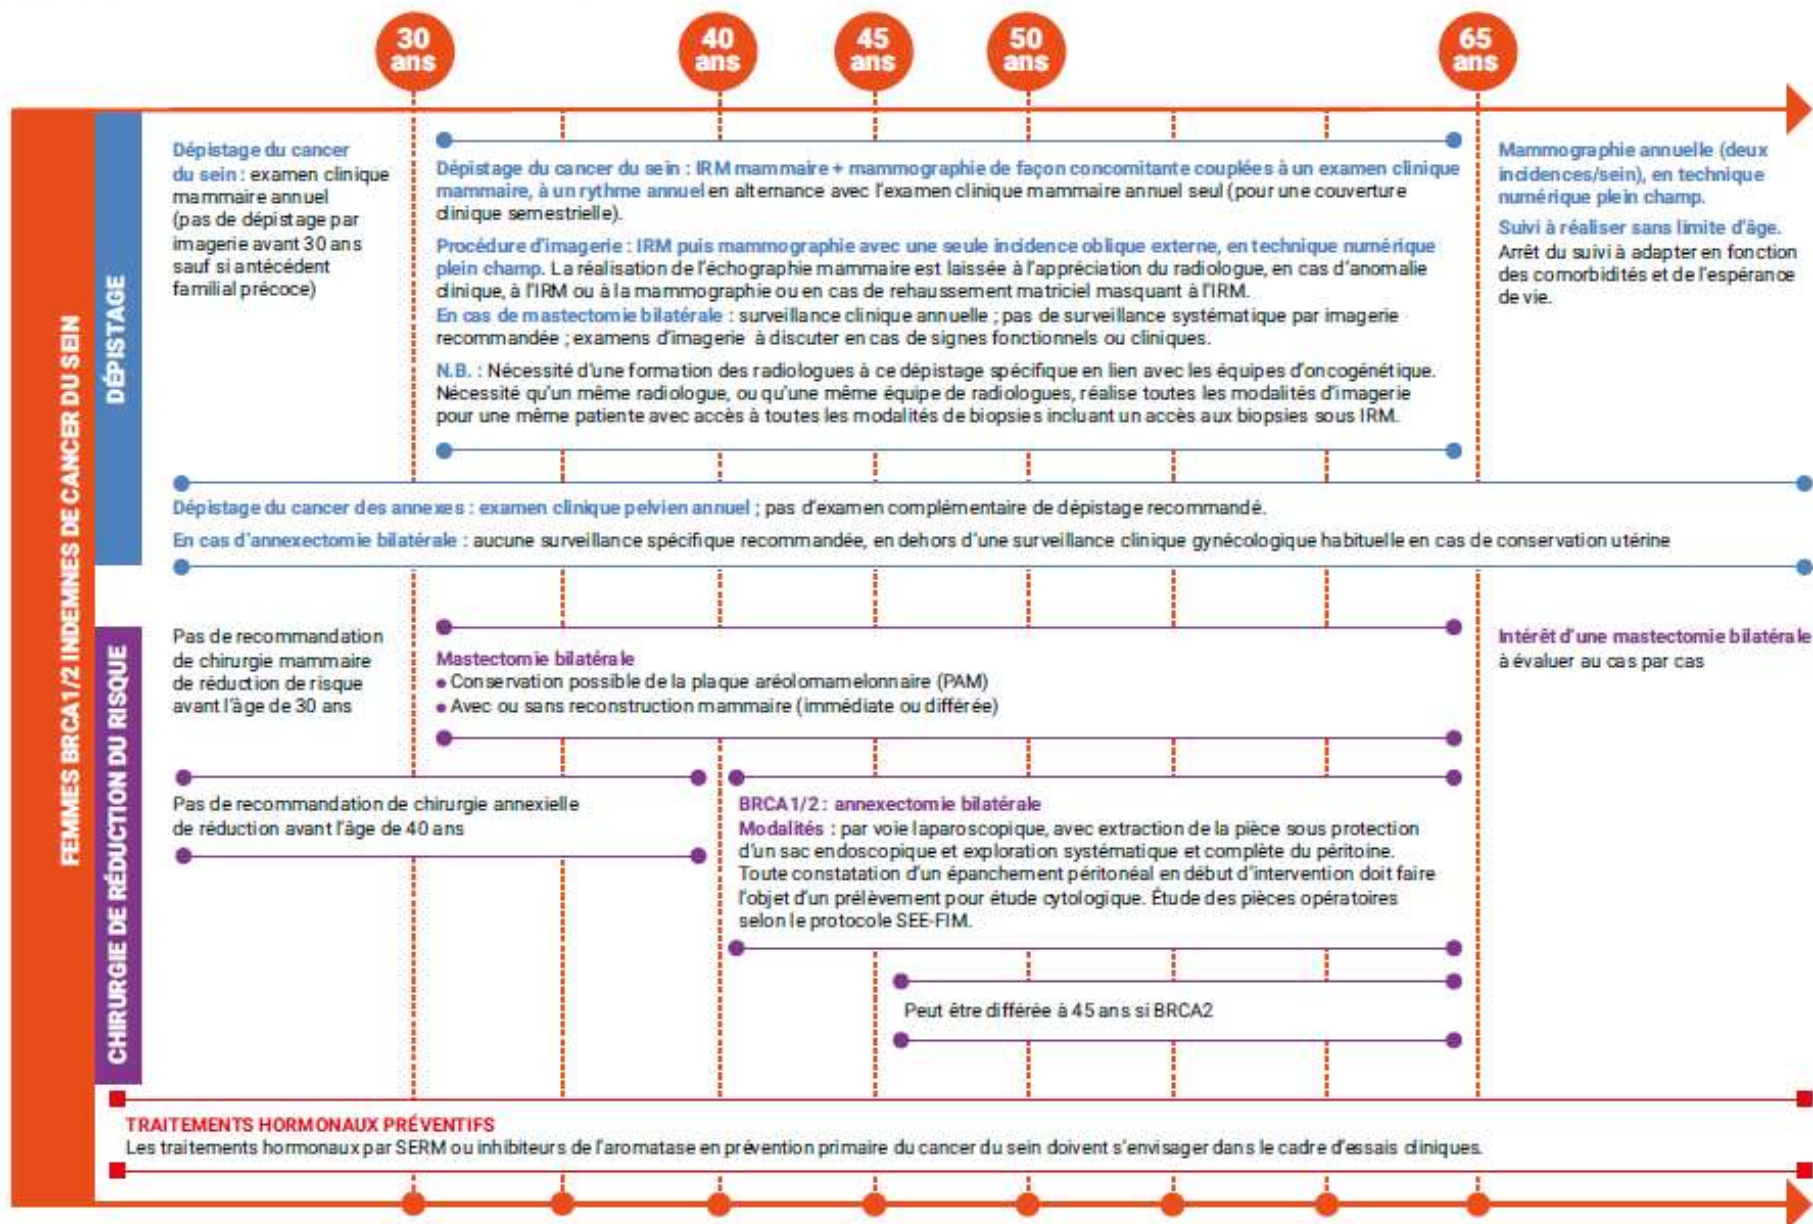 30
ans
40
ans
45
ans
50
ans
65
ans
FEMMES BRCA1/2 INDEMNES DE CANCER DU SEIN
DÉPISTAGE
Dépistage du cancer
du sein : examen clinique
mammaire annuel
(pas de dépistage par
imagerie avant 30 ans
sauf si antécédent
familial précoce)
Dépistage du cancer du sein : IRM mammaire + mammographie de façon concomitante couplées à un examen clinique
mammaire, à un rythme annuel en alternance avec l'examen clinique mammaire annuel seul (pour une couverture
clinique semestrielle).
Procédure d'imagerie : IRM puis mammographie avec une seule incidence oblique externe, en technique numérique
plein champ. La réalisation de l'échographie mammaire est laissée à l'appréciation du radiologue, en cas d'anomalie
clinique, à l'IRM ou à la mammographie ou en cas de rehaussement matriciel masquant à l'IRM.
En cas de mastectomie bilatérale : surveillance clinique annuelle ; pas de surveillance systématique par imagerie
recommandée ; examens d'imagerie à discuter en cas de signes fonctionnels ou cliniques.
N.B. : Nécessité d'une formation des radiologues à ce dépistage spécifique en lien avec les équipes d'oncogénétique.
Nécessité qu'un même radiologue, ou qu'une même équipe de radiologues, réalise toutes les modalités d'imagerie
pour une même patiente avec accès à toutes les modalités de biopsies incluant un accès aux biopsies sous IRM.
Mammographie annuelle (deux
incidences/sein), en technique
numérique plein champ.
Suivi à réaliser sans limite d'âge.
Arrêt du suivi à adapter en fonction
des comorbidités et de l'espérance
de vie.
Dépistage du cancer des annexes : examen clinique pelvien annuel ; pas d'examen complémentaire de dépistage recommandé.
En cas d'annexectomie bilatérale : aucune surveillance spécifique recommandée, en dehors d'une surveillance clinique gynécologique habituelle en cas de conservation utérine
CHIRURGIE DE RÉDUCTION DU RISQUE
Pas de recommandation
de chirurgie mammaire
de réduction de risque
avant l'âge de 30 ans
Mastectomie bilatérale
• Conservation possible de la plaque aréolomamelonnaire (PAM)
• Avec ou sans reconstruction mammaire (immédiate ou différée)
Intérêt d'une mastectomie bilatérale
à évaluer au cas par cas
Pas de recommandation de chirurgie annexielle
de réduction avant l'âge de 40 ans
BRCA1/2 : annexectomie bilatérale
Modalités : par voie laparoscopique, avec extraction de la pièce sous protection
d'un sac endoscopique et exploration systématique et complète du péritoine.
Toute constatation d'un épanchement péritonéal en début d'intervention doit faire
l'objet d'un prélèvement pour étude cytologique. Étude des pièces opératoires
selon le protocole SEE-FIM.
Peut être différée à 45 ans si BRCA2
TRAITEMENTS HORMONAUX PRÉVENTIFS
Les traitements hormonaux par SERM ou inhibiteurs de l'aromatase en prévention primaire du cancer du sein doivent s'envisager dans le cadre d'essais cliniques.